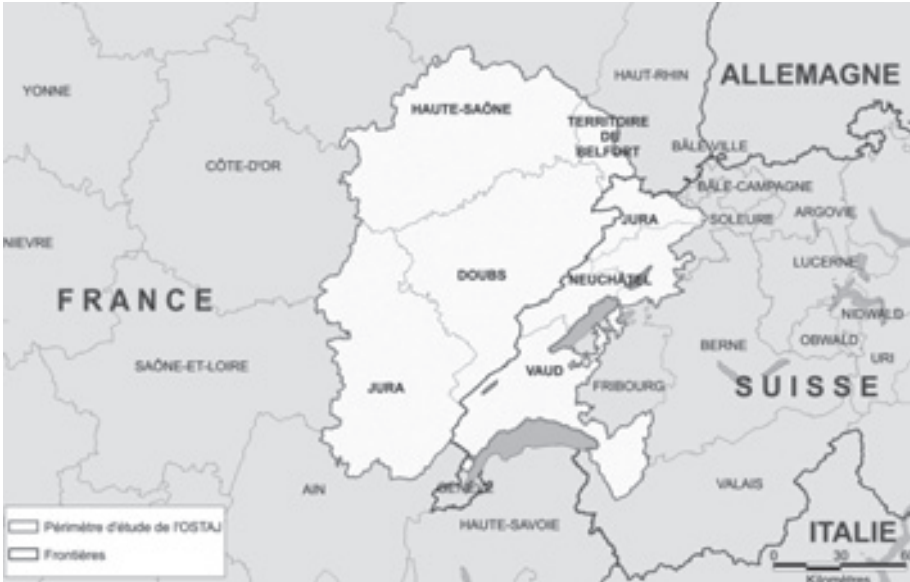 YONNE
HAUT-RHIN
ALLEMAGNE
HAUTE-SAÔNE
TERRITOIRE
DE
BELFORT
BÂLE-VILLE
CÔTE-D'OR
BÂLE-CAMPAGNE
JURA
SOLEURE
ARGOVIE
NIEVRE
LUCERNE
DOUBS
NEUCHÂTEL
FRANCE
NIDWALD
OBWALD
BERNE
URI
SAÔNE-ET-LOIRE
VAUD
FRIBOURG
SUISSE
JURA
AIN
GENÈVE
VALAIS
HAUTE-SAVOIE
ITALIE
Périmètre d'étude de l'OSTAJ
Frontières
0 30 60
Kilomètres